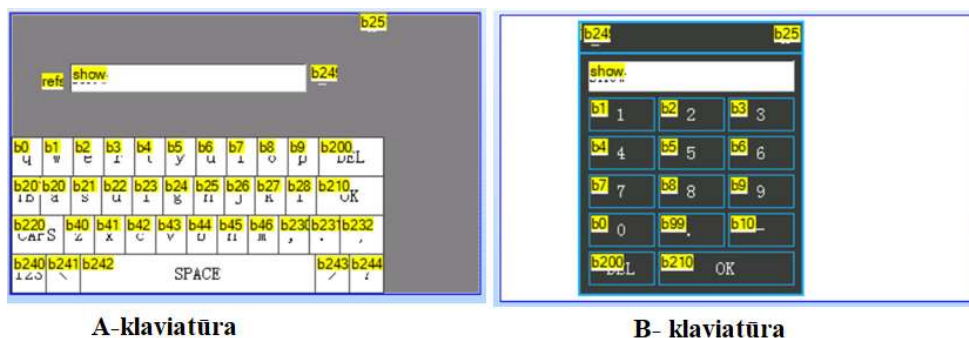 b25 b249 b25
refs show b249 show
b1 1 b2 2 b3 3
b0 b1 b2 b3 b4 b5 b6 b7 b8 b9 b200 DEL b4 4 b5 5 b6 6
b20 b21 b22 b23 b24 b25 b26 b27 b28 b210 OK b7 7 b8 8 b9 9
b220 CAPS b40 b41 b42 b43 b44 b45 b46 b230 b231 b232 b0 0 b99 . b10 -
b240 123 b241 \ b242 SPACE b243 / b244 b200 DEL b210 OK
A-klaviatūra B- klaviatūra